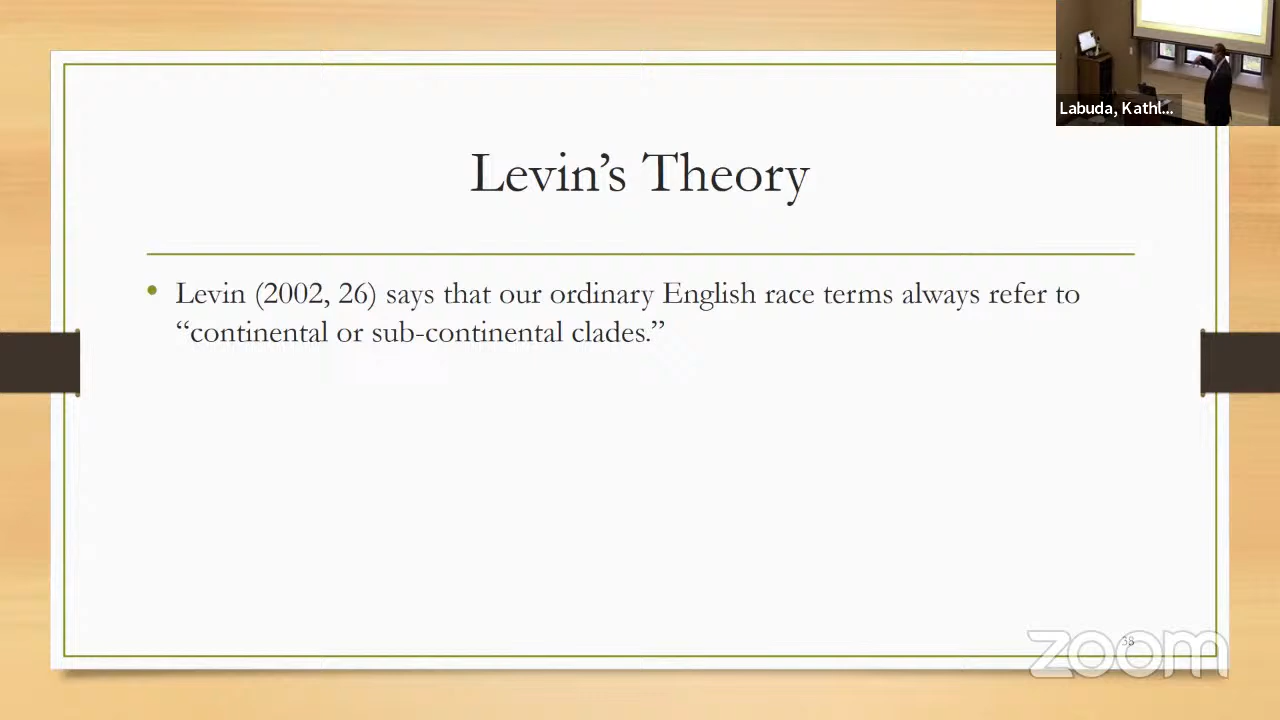 Labuda, Kathl...
Levin’s Theory
• Levin (2002, 26) says that our ordinary English race terms always refer to
“continental or sub-continental clades.”
38
zoom